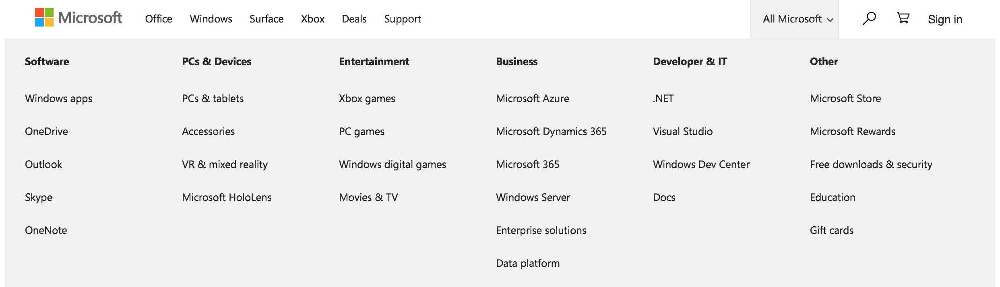 Microsoft Office Windows Surface Xbox Deals Support All Microsoft Sign in
Software
Windows apps
OneDrive
Outlook
Skype
OneNote
PCs & Devices
PCs & tablets
Accessories
VR & mixed reality
Microsoft HoloLens
Entertainment
Xbox games
PC games
Windows digital games
Movies & TV
Business
Microsoft Azure
Microsoft Dynamics 365
Microsoft 365
Windows Server
Enterprise solutions
Data platform
Developer & IT
.NET
Visual Studio
Windows Dev Center
Docs
Other
Microsoft Store
Microsoft Rewards
Free downloads & security
Education
Gift cards